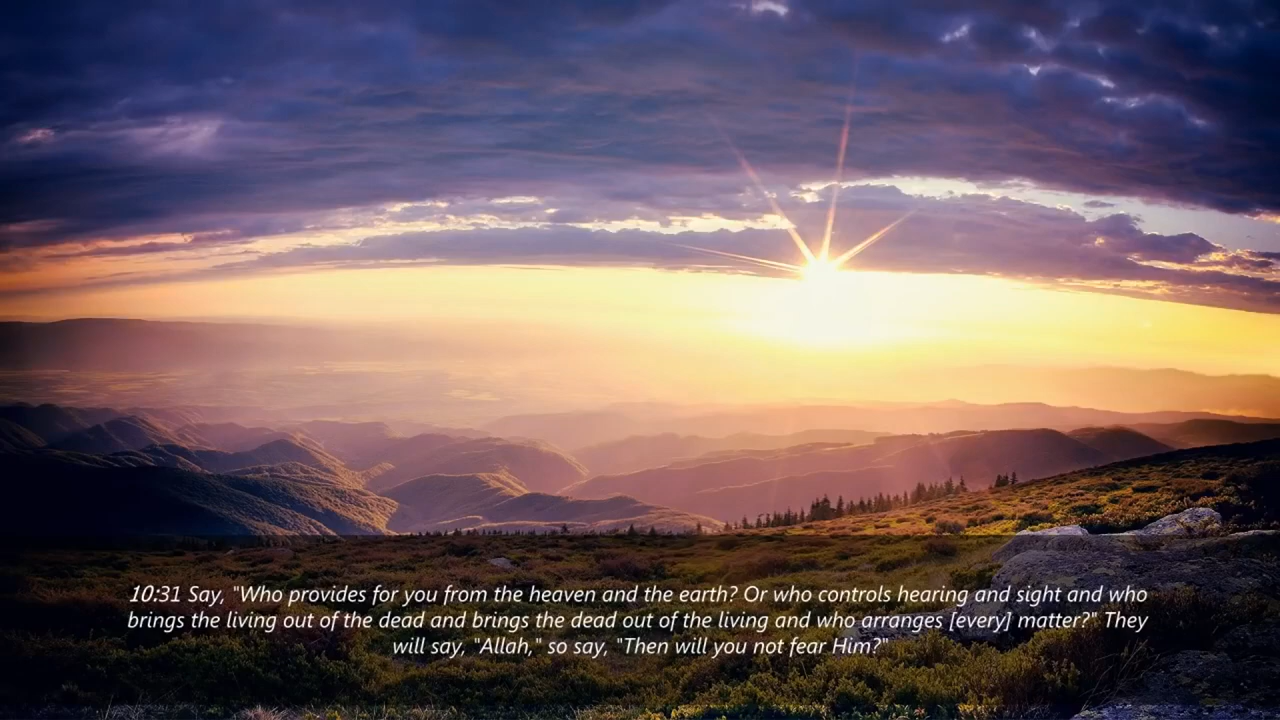 10:31 Say, "Who provides for you from the heaven and the earth? Or who controls hearing and sight and who
brings the living out of the dead and brings the dead out of the living and who arranges [every] matter?" They
will say, "Allah," so say, "Then will you not fear Him?"